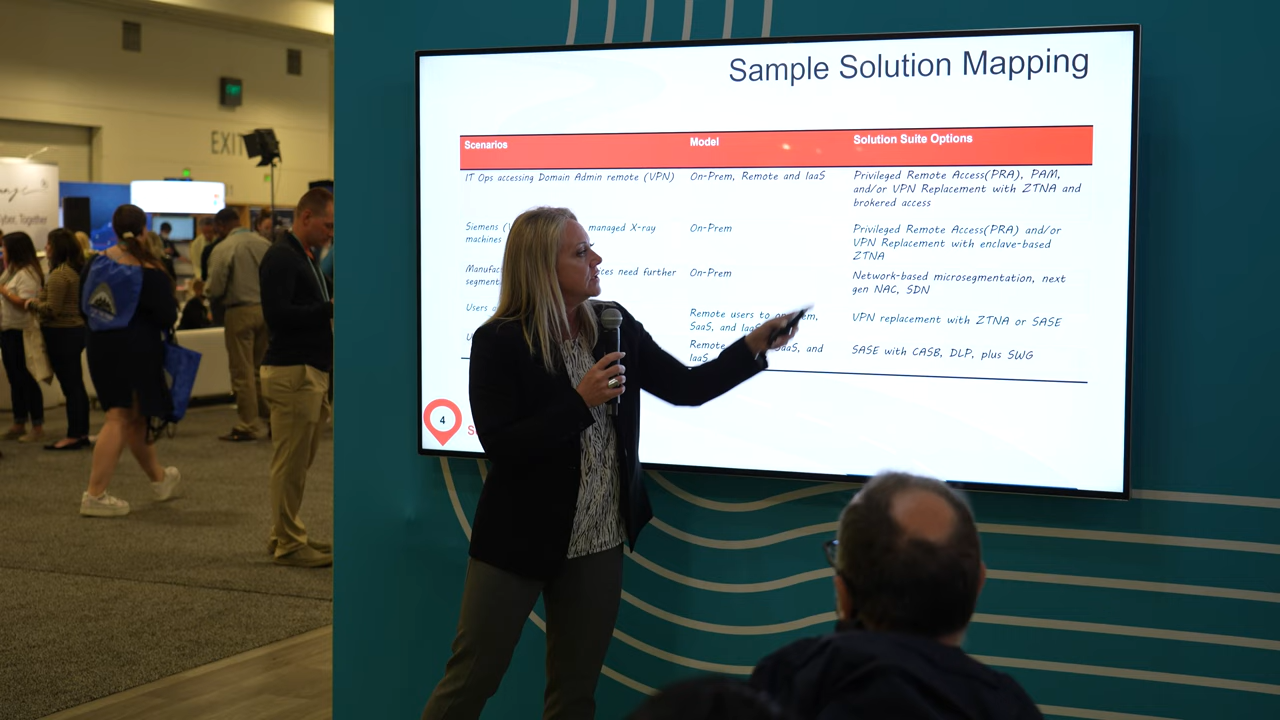 EXIT
yber, Together
Sample Solution Mapping
Scenarios Model Solution Suite Options
IT Ops accessing Domain Admin remote (VPN) On-Prem, Remote and IaaS Privileged Remote Access(PRA), PAM,
and/or VPN Replacement with ZTNA and
brokered access
Siemens managed X-ray On-Prem Privileged Remote Access(PRA) and/or
machines VPN Replacement with enclave-based
ZTNA
need further On-Prem Network-based microsegmentation, next
gen NAC, SDN
Users
Remote users to VPN replacement with ZTNA or SASE
SaaS, and
Remote and SASE with CASB, DLP, plus SWG
IaaS
4